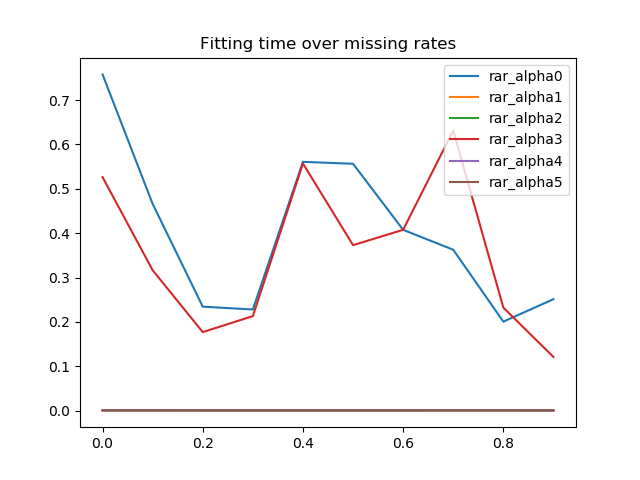 Fitting time over missing rates
rar_alpha0
rar_alpha1
rar_alpha2
rar_alpha3
rar_alpha4
rar_alpha5
0.7
0.6
0.5
0.4
0.3
0.2
0.1
0.0
0.0 0.2 0.4 0.6 0.8